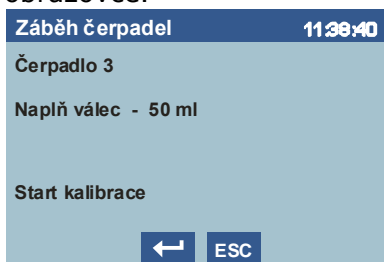 Záběh čerpadel 11:38:40
Čerpadlo 3
Naplň válec - 50 ml
Start kalibrace
ESC